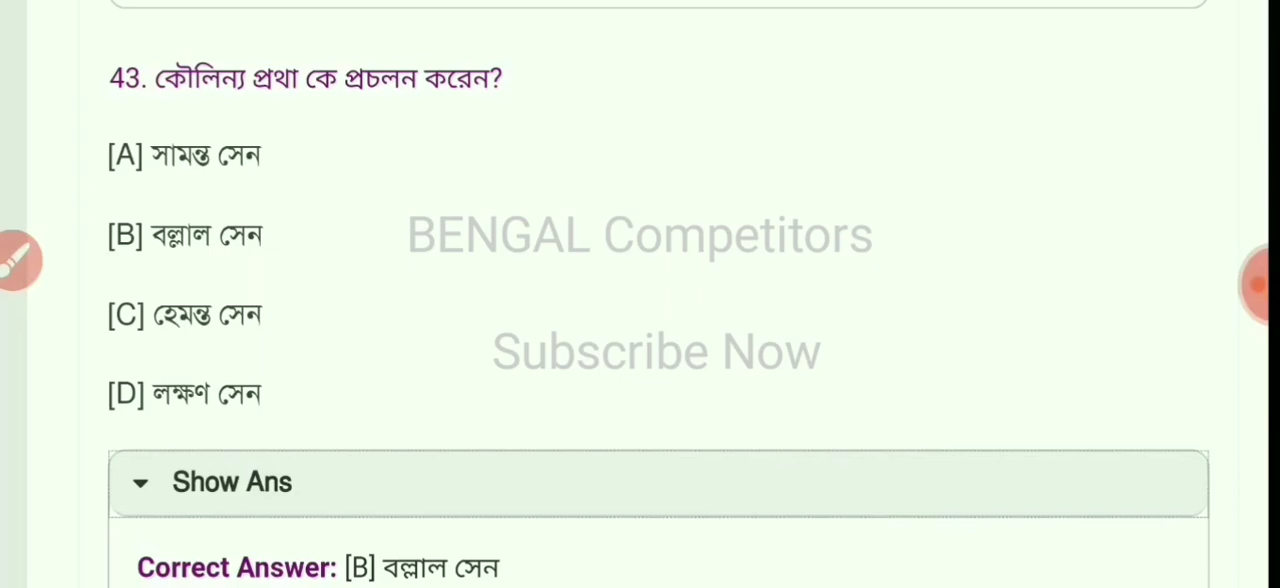 43. কৌলিন্য প্রথা কে প্রচলন করেন?
[A] সামন্ত সেন
[B] বল্লাল সেন
BENGAL Competitors
[C] হেমন্ত সেন
Subscribe Now
[D] লক্ষণ সেন
Show Ans
Correct Answer: [B] বল্লাল সেন